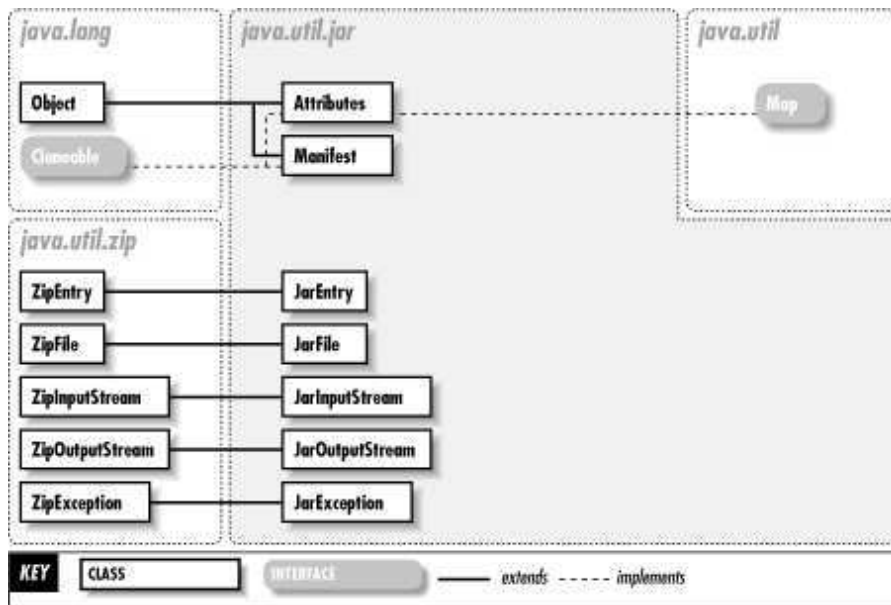 java.lang
java.util.jar
java.util
Object
Attributes
Map
Cloneable
Manifest
java.util.zip
ZipEntry
JarEntry
ZipFile
JarFile
ZipInputStream
JarInputStream
ZipOutputStream
JarOutputStream
ZipException
JarException
KEY
CLASS
INTERFACE
extends
implements